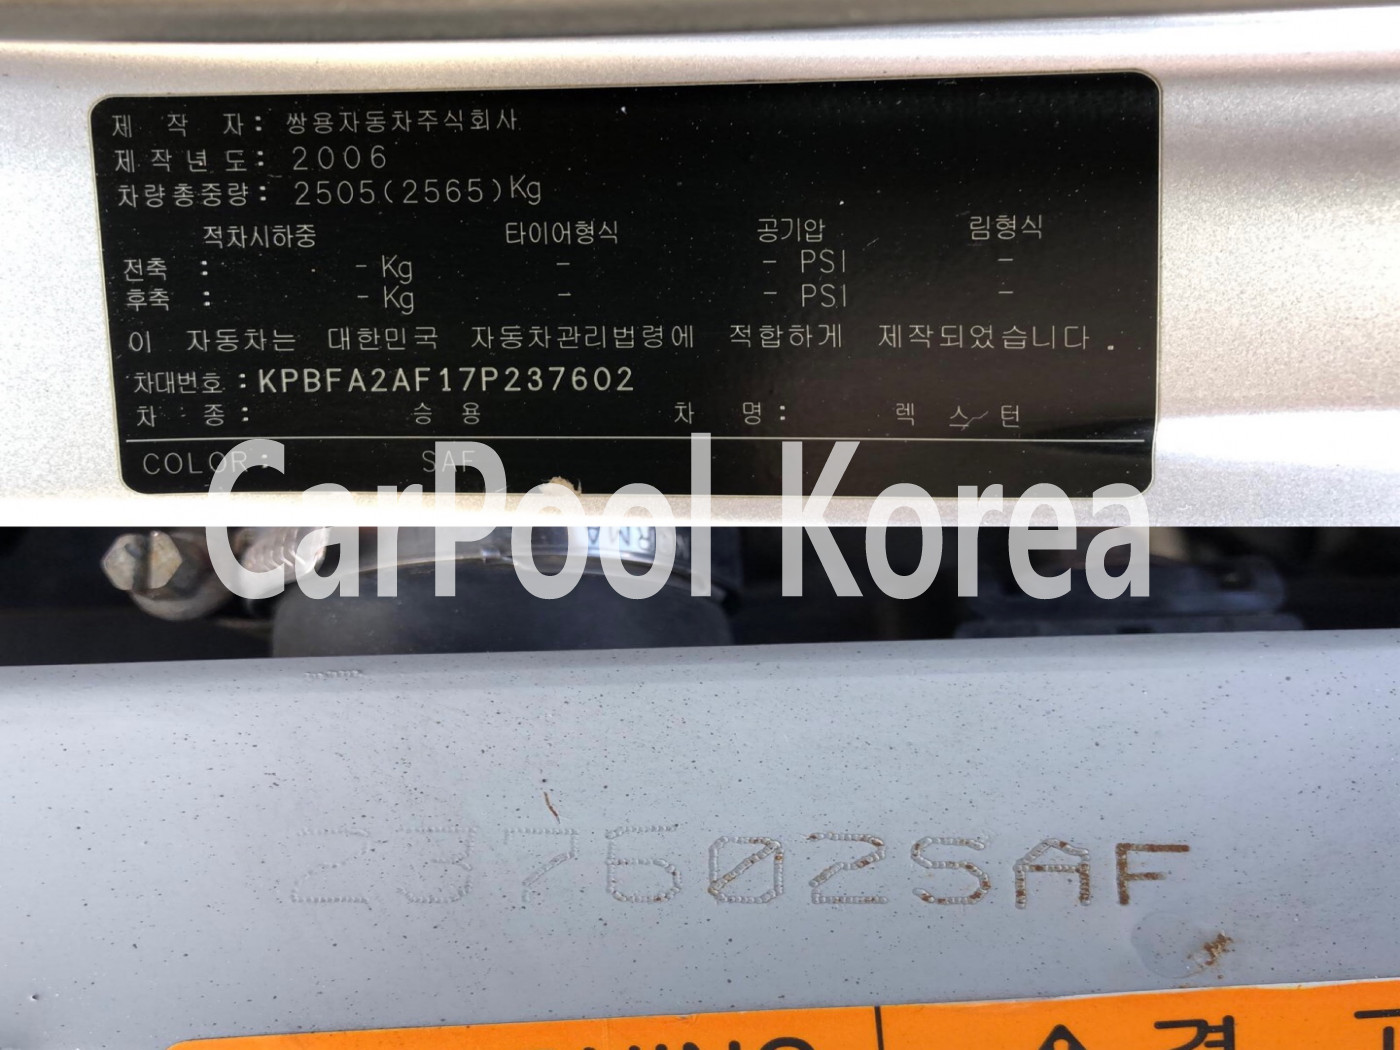 제 작 자: 쌍용자동차주식회사
제작년도: 2006
차량총중량: 2505(2565)Kg
적차시하중 타이어형식 공기압 림형식
전축 : - Kg - - PSI -
후축 : - Kg - - PSI -
이 자동차는 대한민국 자동차관리법령에 적합하게 제작되었습니다.
차대번호:KPBFA2AF17P237602
차 종: 승 용 차 명: 렉 스 턴
COLOR: SAF
CarPool Korea
237602SAF